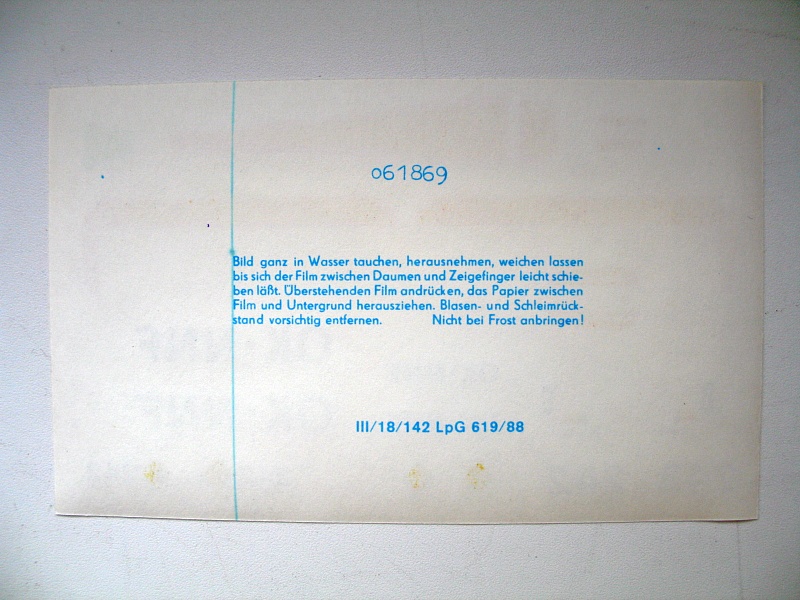 061869
Bild ganz in Wasser tauchen, herausnehmen, weichen lassen
bis sich der Film zwischen Daumen und Zeigefinger leicht schie-
ben läßt. Überstehenden Film andrücken, das Papier zwischen
Film und Untergrund herausziehen. Blasen- und Schleimrück-
stand vorsichtig entfernen. Nicht bei Frost anbringen!
III/18/142 LpG 619/88